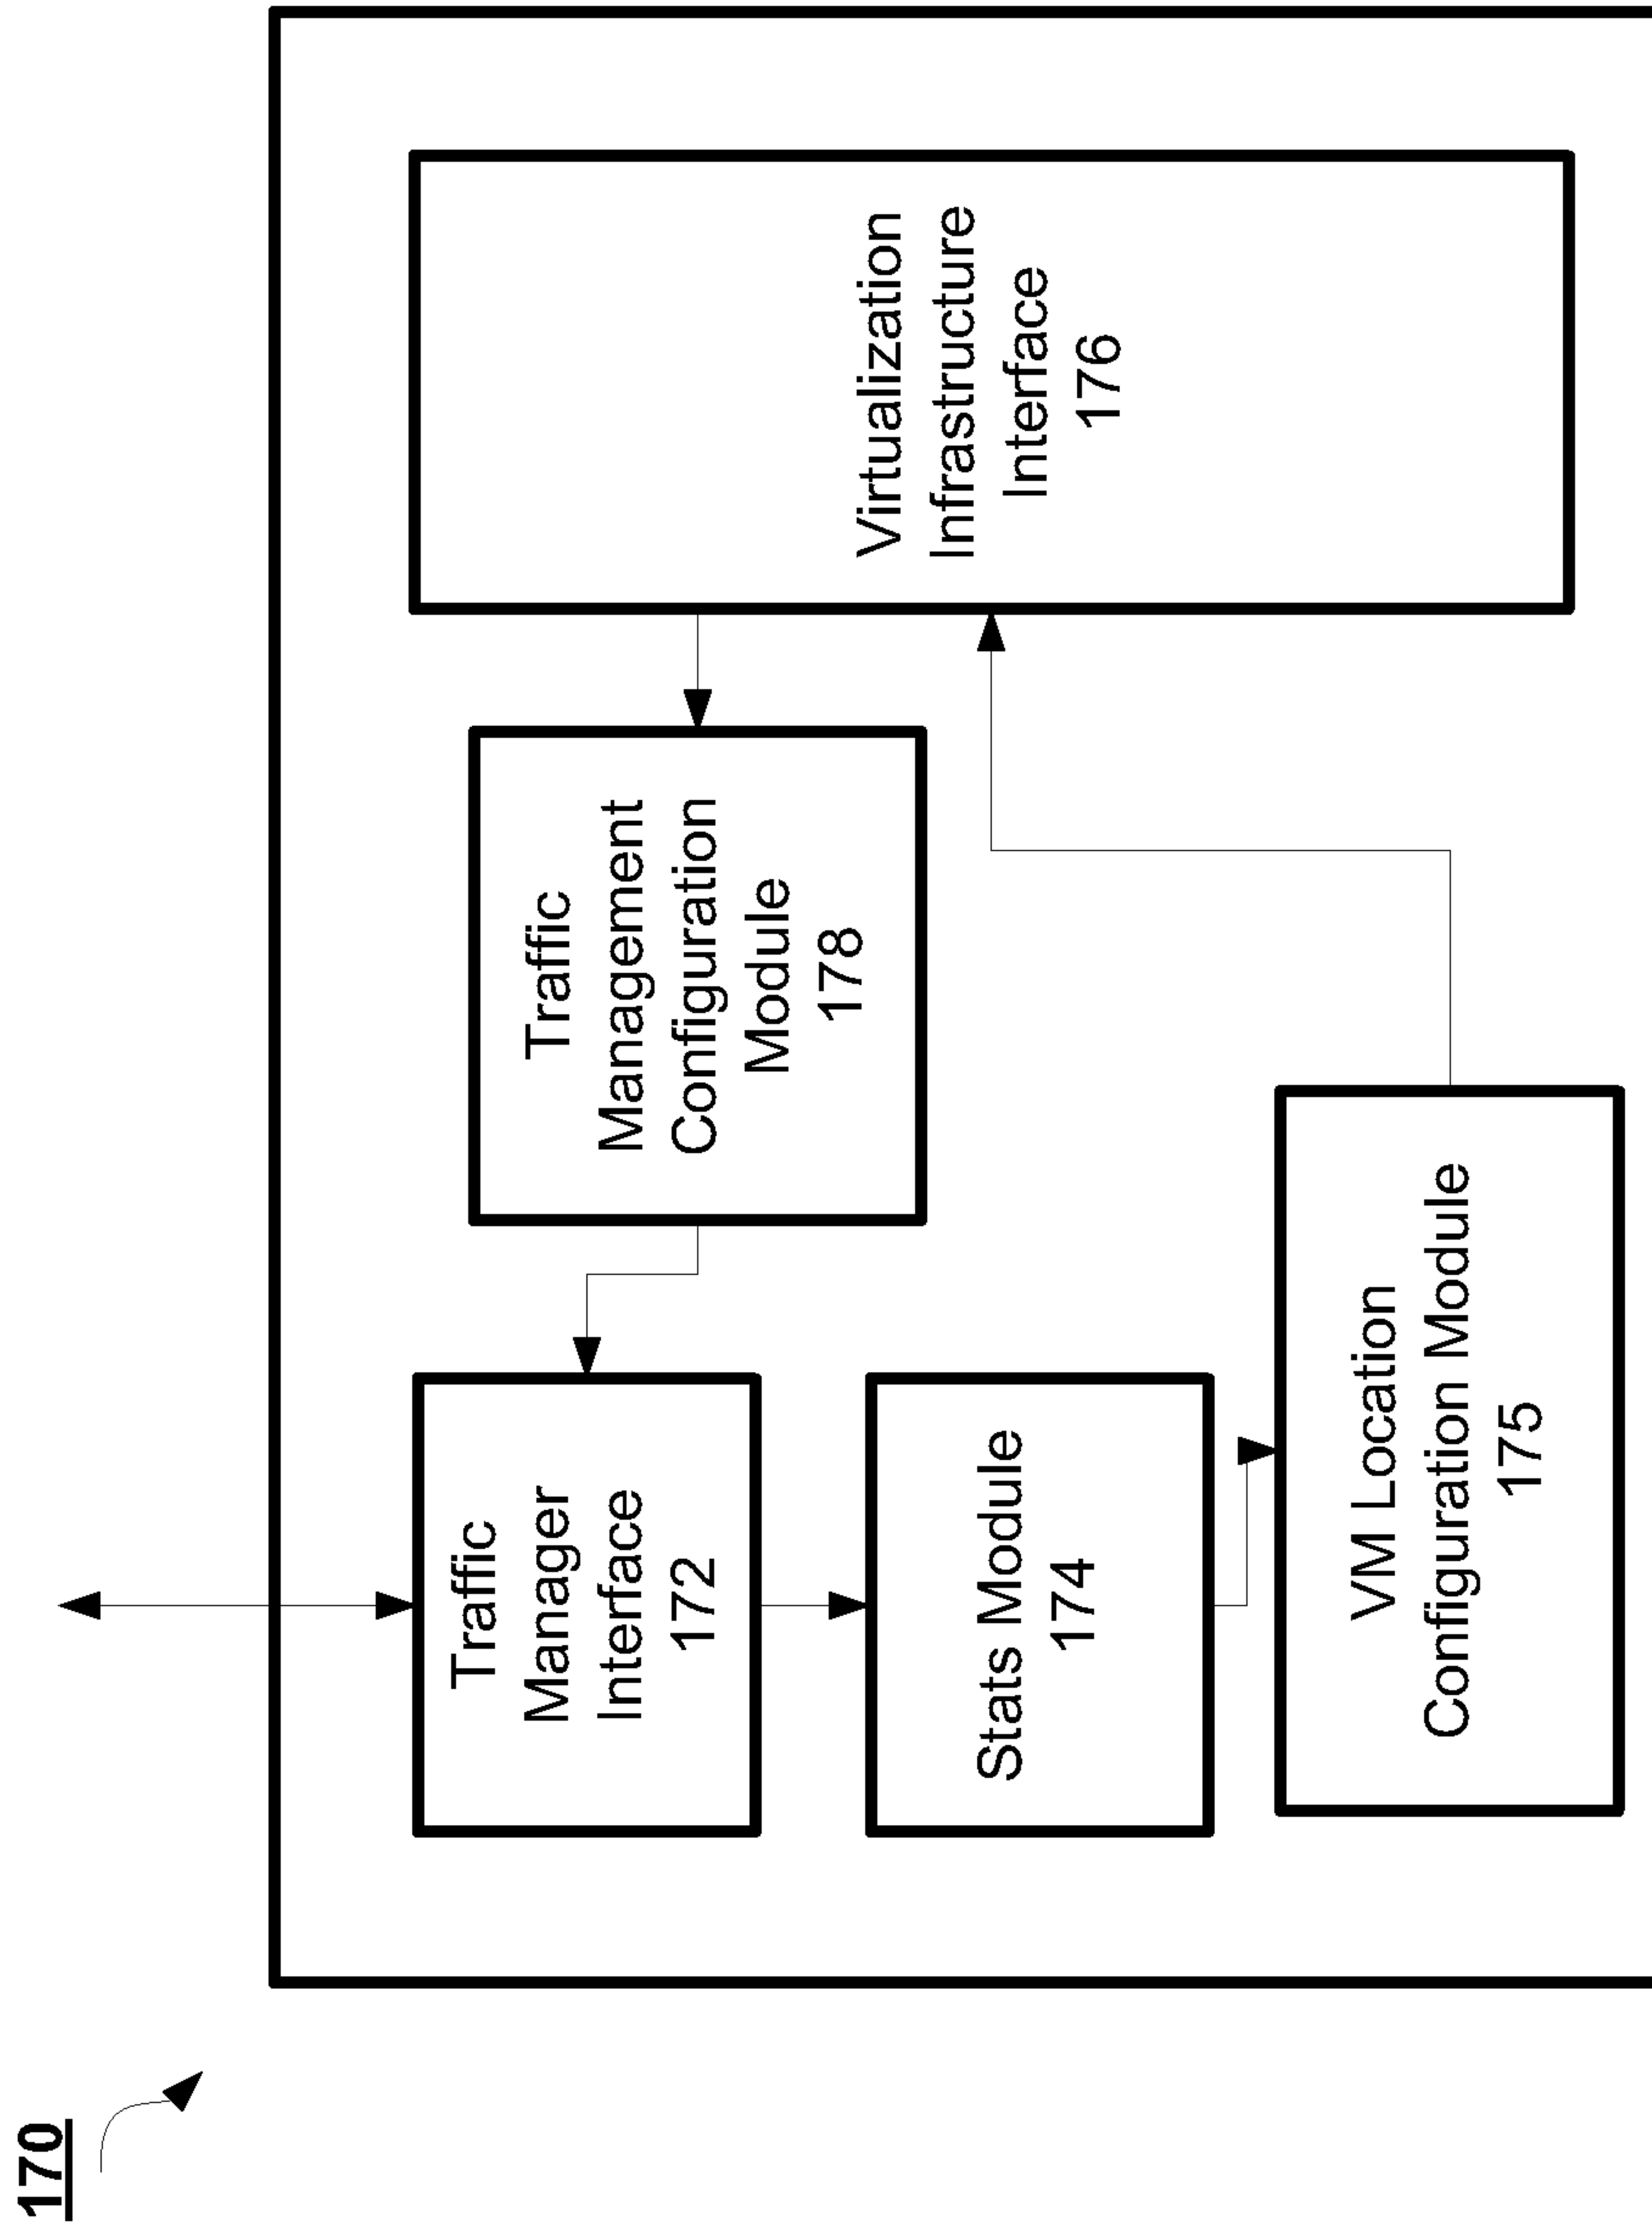 170
Traffic
Manager
Interface
172
Traffic
Management
Configuration
Module
178
Virtualization
Infrastructure
Interface
176
Stats Module
174
VM Location
Configuration Module
175